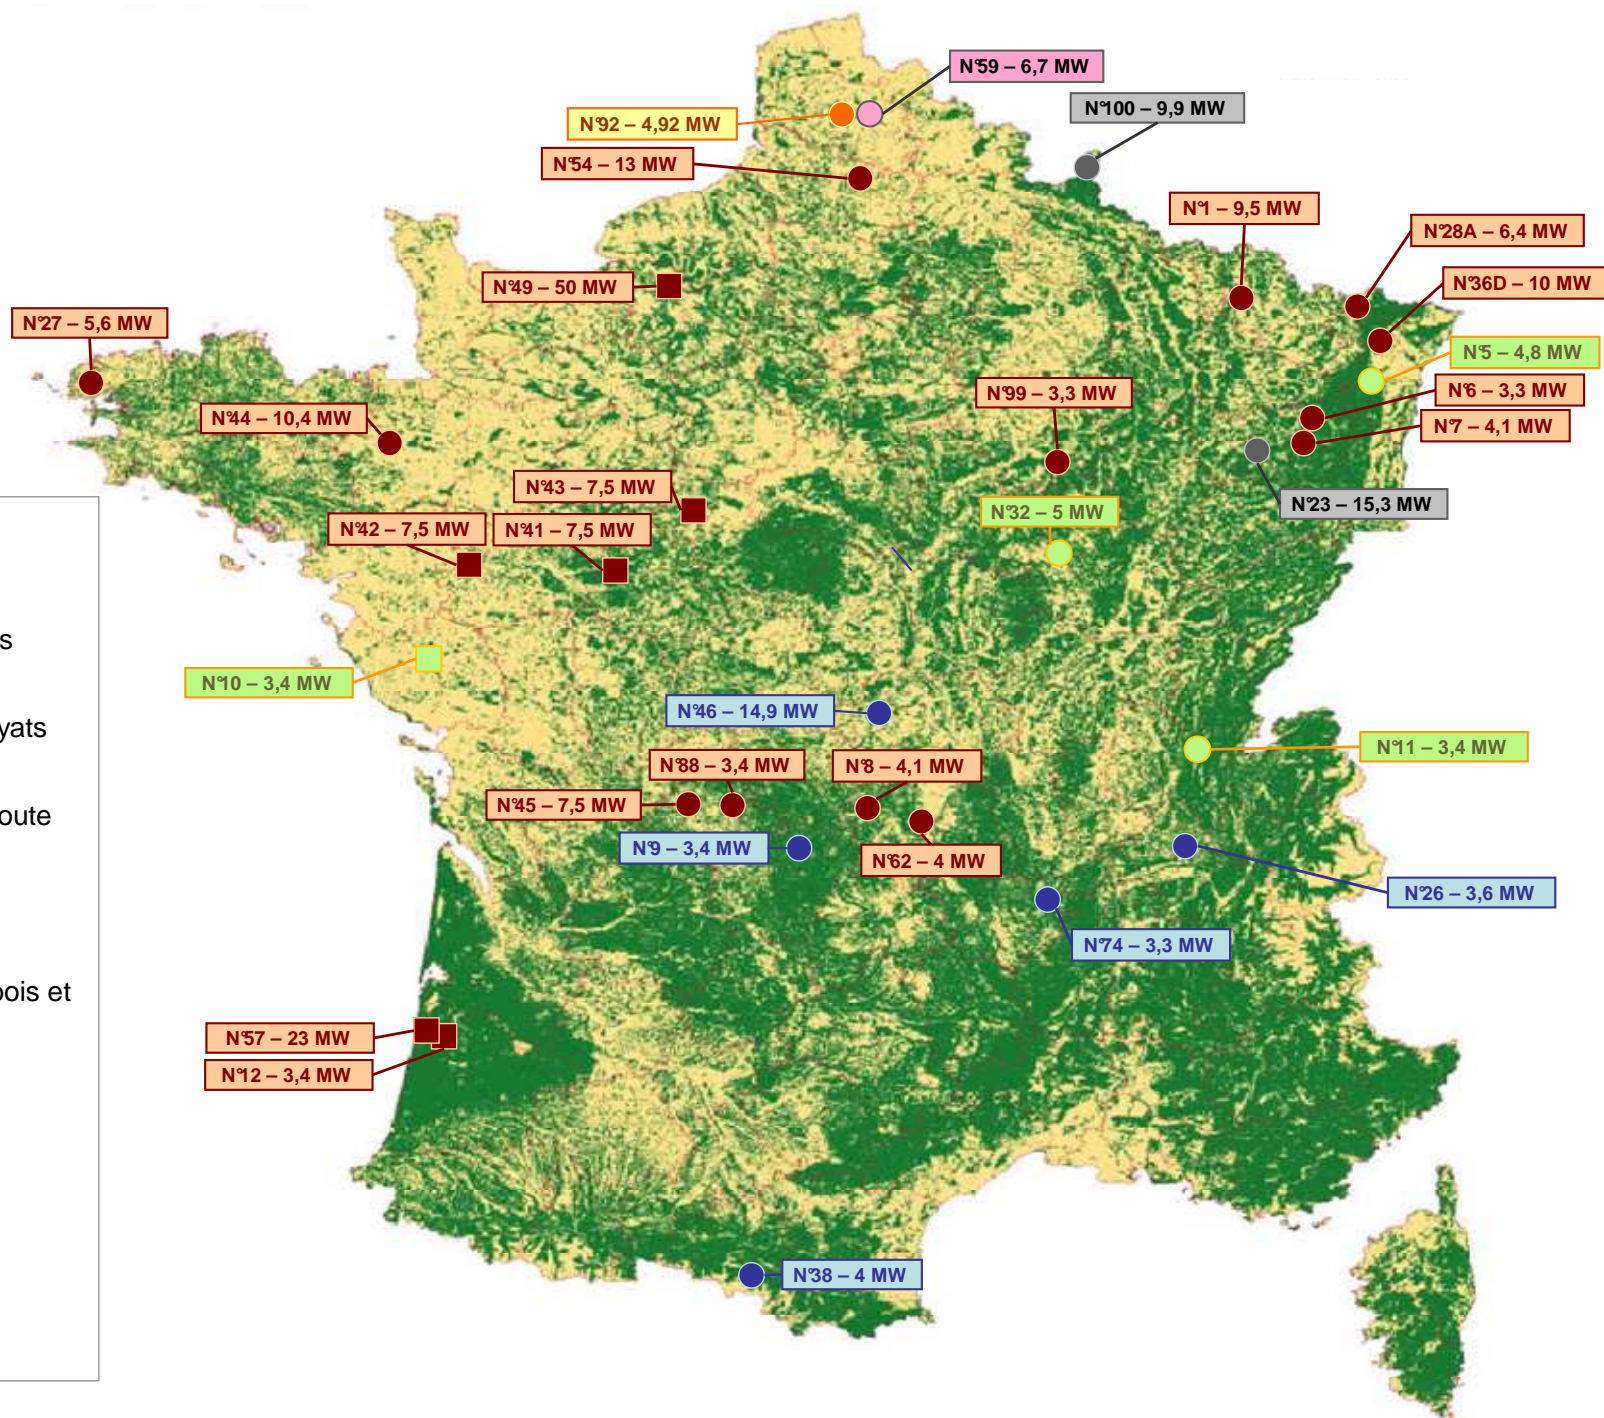 N°59 – 6,7 MW
N°100 – 9,9 MW
N°92 – 4,92 MW
N°54 – 13 MW
N°1 – 9,5 MW
N°28A – 6,4 MW
N°49 – 50 MW
N°36D – 10 MW
N°27 – 5,6 MW
N°5 – 4,8 MW
N°99 – 3,3 MW
N°6 – 3,3 MW
N°44 – 10,4 MW
N°7 – 4,1 MW
N°43 – 7,5 MW
N°23 – 15,3 MW
N°32 – 5 MW
N°42 – 7,5 MW
N°41 – 7,5 MW
s
N°10 – 3,4 MW
N°46 – 14,9 MW
yats
N°11 – 3,4 MW
N°88 – 3,4 MW
N°8 – 4,1 MW
N°45 – 7,5 MW
oute
N°9 – 3,4 MW
N°62 – 4 MW
N°26 – 3,6 MW
N°74 – 3,3 MW
bois et
N°57 – 23 MW
N°12 – 3,4 MW
N°38 – 4 MW